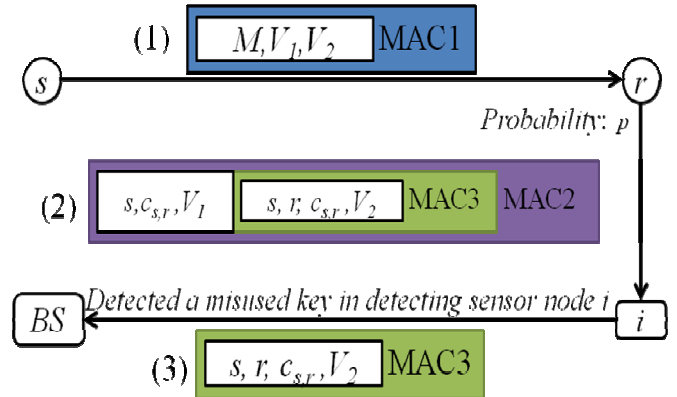 (1) M,V1,V2 MAC1
s r
Probability: p
(2) s,cs,r,V1 s, r, cs,r,V2 MAC3 MAC2
Detected a misused key in detecting sensor node i
BS i
(3) s, r, cs,r,V2 MAC3